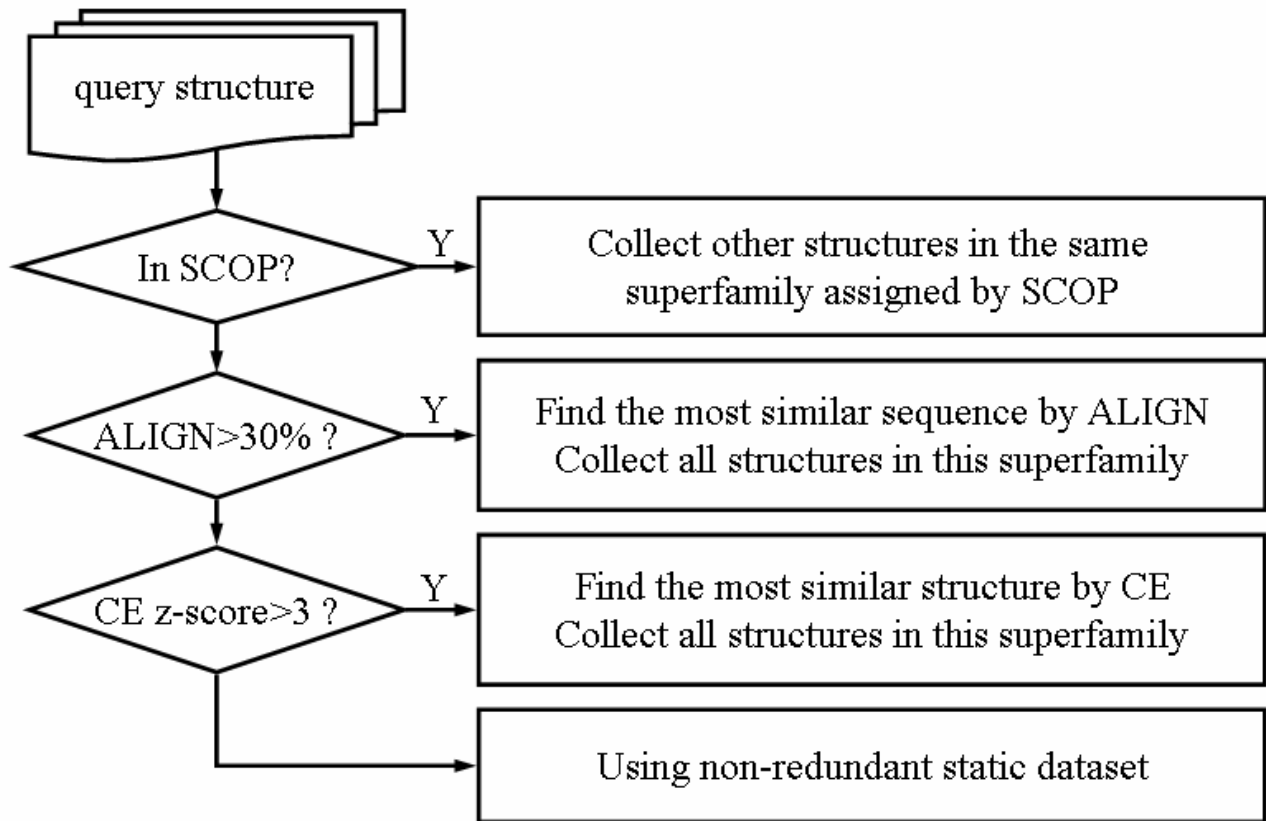 query structure
In SCOP?
Y
Collect other structures in the same
superfamily assigned by SCOP
ALIGN>30% ?
Y
Find the most similar sequence by ALIGN
Collect all structures in this superfamily
CE z-score>3 ?
Y
Find the most similar structure by CE
Collect all structures in this superfamily
Using non-redundant static dataset